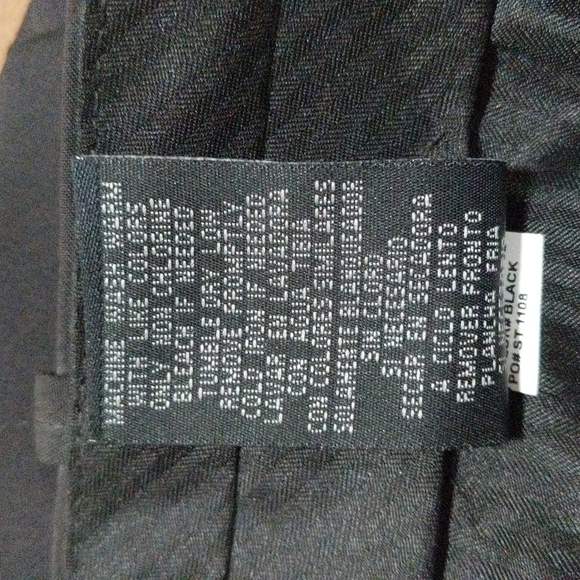 MACHINE WASH WARM
WITH LIKE COLORS
ONLY NON CHLORINE
BLEACH IF NEEDED
TUMBLE DRY LOW
REMOVE PROMPTLY
COLD IRON IF NEEDED
LAVAR EN LAVADORA
CON AGUA TIBIA
CON COLORES SIMILARES
SOLAMENTE BLANQUEADOR
SIN CLORO
SI NECESARIO
SECAR EN SECADORA
A CICLO LENTO
REMOVER PRONTO
PLANCHA FRIA
BLACK
PO# ST 1108